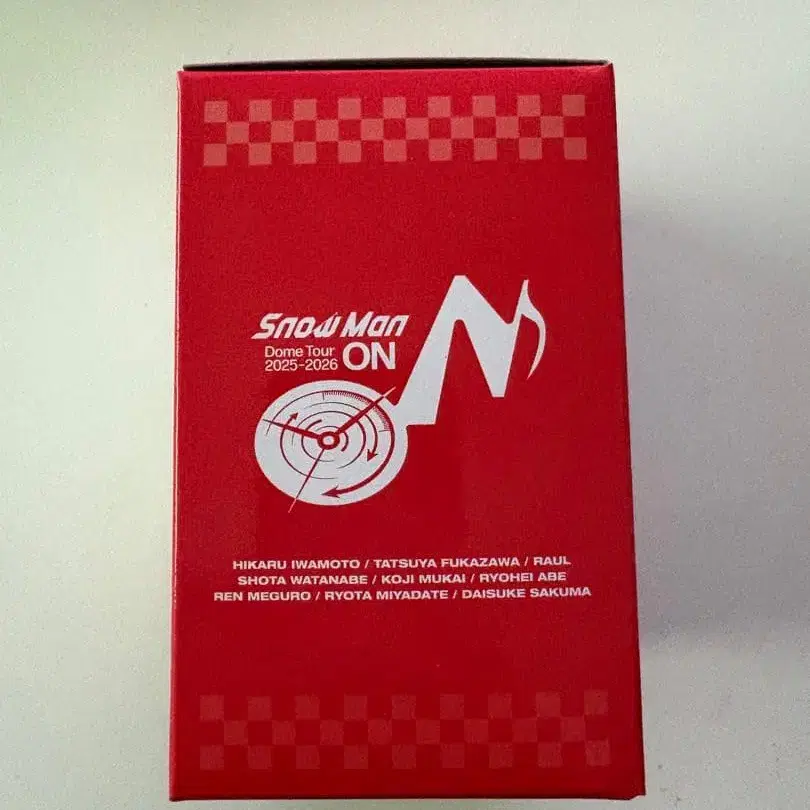 Snow Man
Dome Tour
2025-2026 ON
HIKARU IWAMOTO / TATSUYA FUKAZAWA / RAUL
SHOTA WATANABE / KOJI MUKAI / RYOHEI ABE
REN MEGURO / RYOTA MIYADATE / DAISUKE SAKUMA